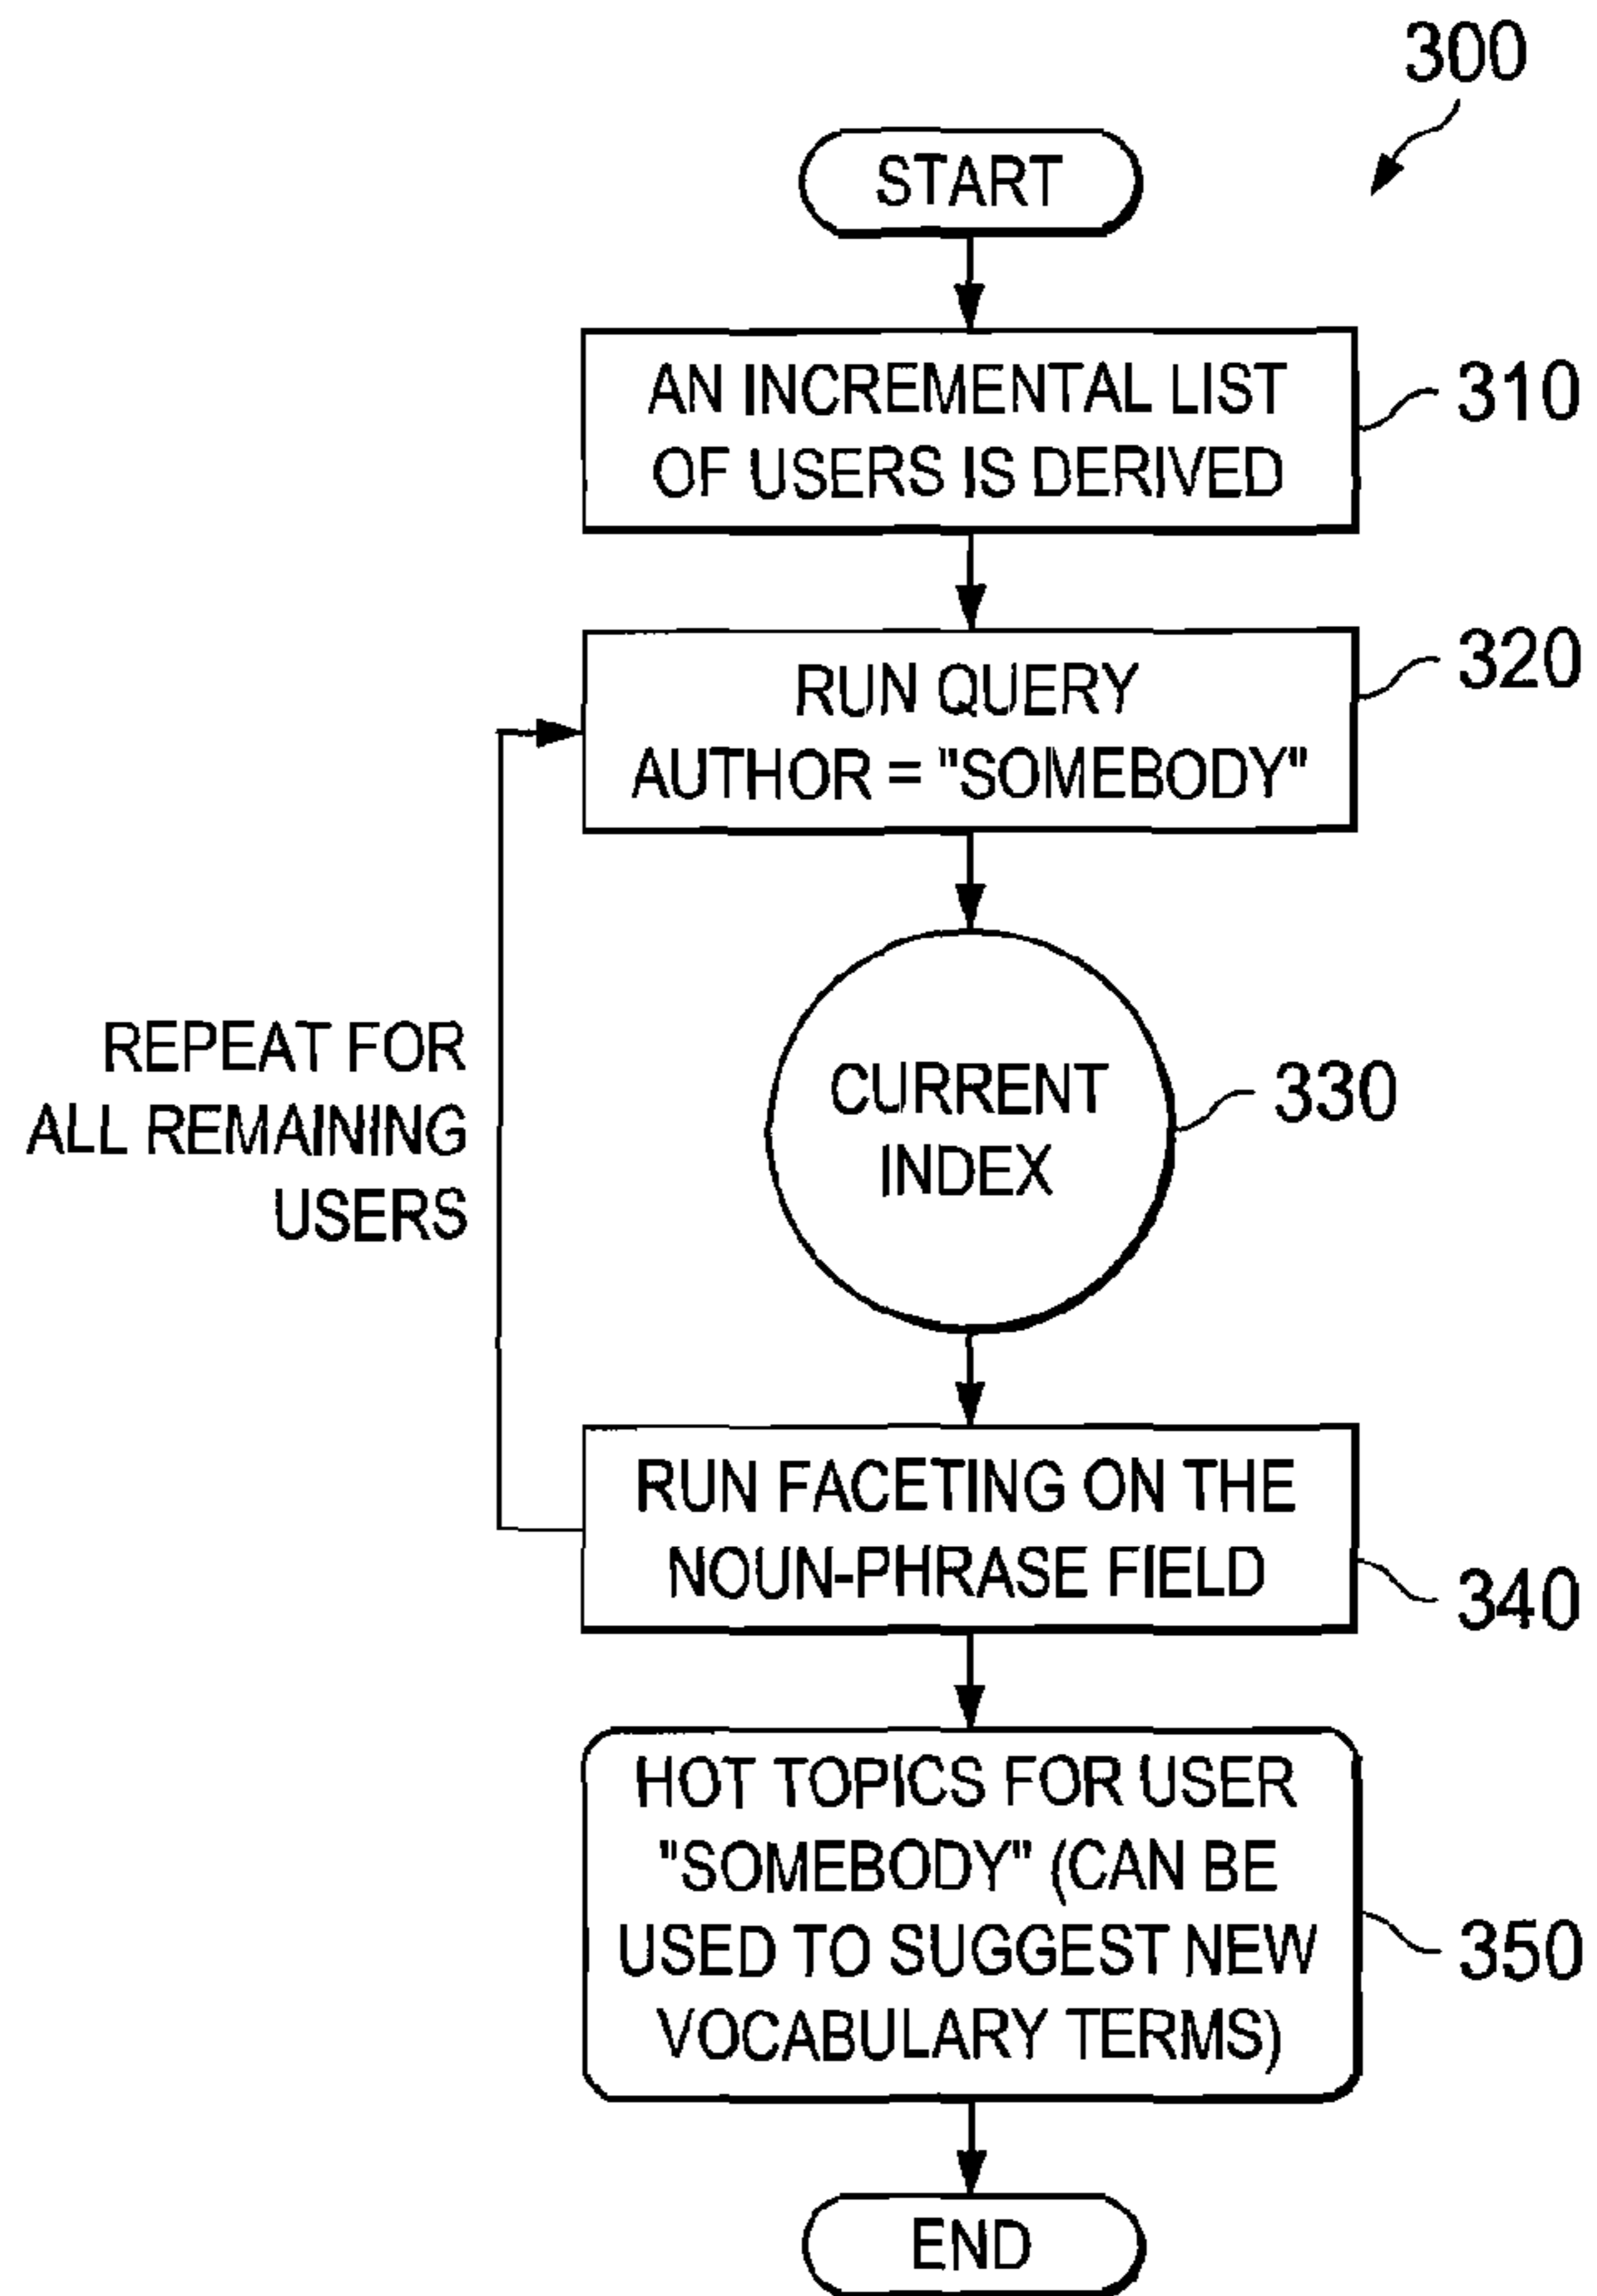 300
START
AN INCREMENTAL LIST
OF USERS IS DERIVED
310
RUN QUERY
AUTHOR = "SOMEBODY"
320
CURRENT
INDEX
330
REPEAT FOR
ALL REMAINING
USERS
RUN FACETING ON THE
NOUN-PHRASE FIELD
340
HOT TOPICS FOR USER
"SOMEBODY" (CAN BE
USED TO SUGGEST NEW
VOCABULARY TERMS)
350
END